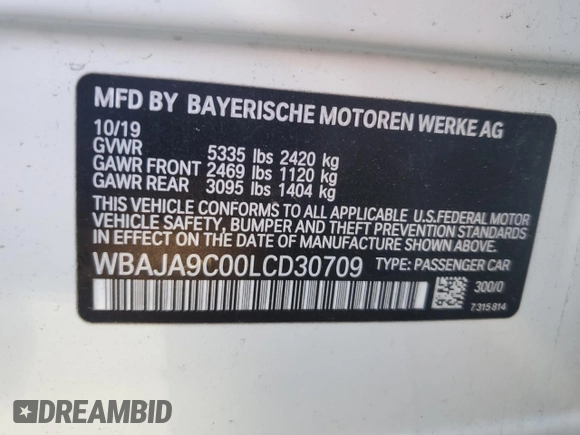 MFD BY BAYERISCHE MOTOREN WERKE AG
10/19
GVWR 5335 lbs 2420 kg
GAWR FRONT 2469 lbs 1120 kg
GAWR REAR 3095 lbs 1404 kg
THIS VEHICLE CONFORMS TO ALL APPLICABLE U.S.FEDERAL MOTOR
VEHICLE SAFETY, BUMPER AND THEFT PREVENTION STANDARDS
IN EFFECT ON THE DATE OF MANUFACTURE SHOWN ABOVE.
WBAJA9C00LCD30709 TYPE: PASSENGER CAR
300/0
7315814
DREAMBID